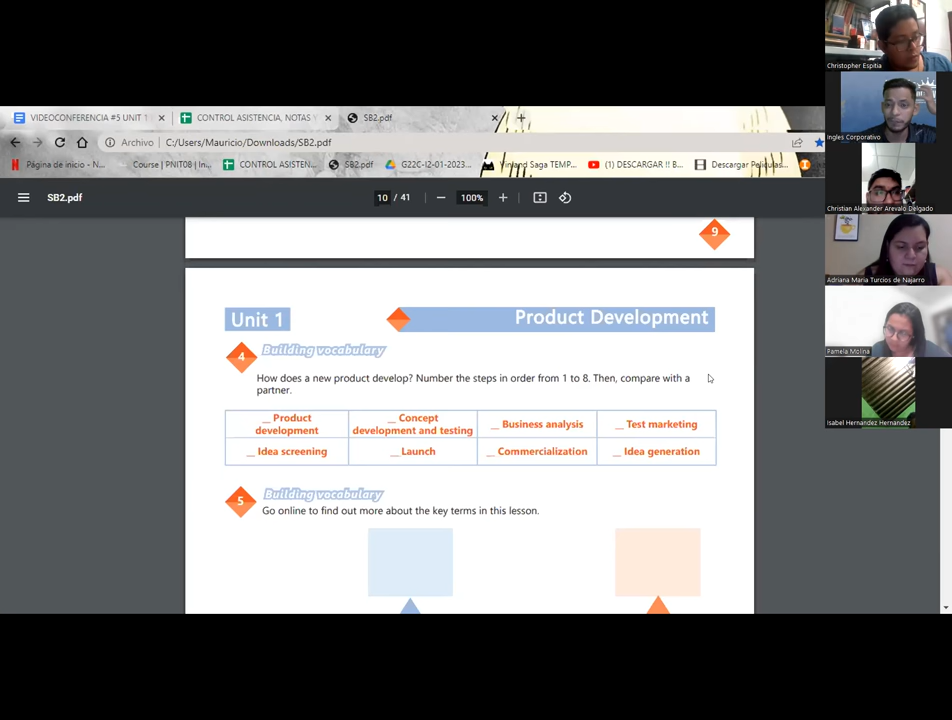 VIDEOCONFERENCIA #5 UNIT 1
CONTROL ASISTENCIA, NOTAS Y
SB2.pdf
Archivo
C:/Users/Mauricio/Downloads/SB2.pdf
Página de inicio - N...
Course | PNIT08 | In...
CONTROL ASISTEN...
SB2.pdf
G22C-I2-01-2023...
Vinland Saga TEMP...
(1) DESCARGAR !! B...
Descargar Peliculas...
SB2.pdf
10 / 41
100%
9
Unit 1
Product Development
4
Building vocabulary
How does a new product develop? Number the steps in order from 1 to 8. Then, compare with a
partner.
__ Product
development
__ Concept
development and testing
__ Business analysis
__ Test marketing
__ Idea screening
__ Launch
__ Commercialization
__ Idea generation
5
Building vocabulary
Go online to find out more about the key terms in this lesson.
Christopher Espitia
Ingles Corporativo
Christian Alexander Arevalo Delgado
Adriana Maria Turcios de Najarro
Pamela Molina
Isabel Hernandez Hernandez